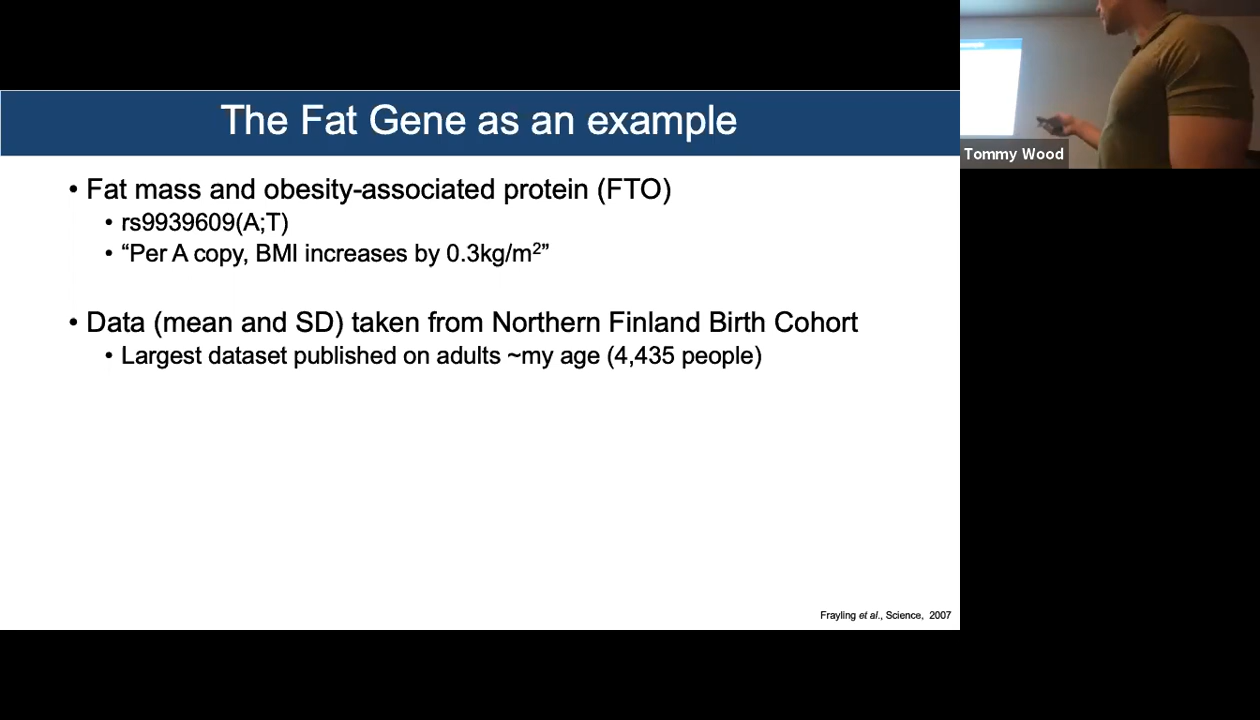 The Fat Gene as an example
• Fat mass and obesity-associated protein (FTO)
• rs9939609(A;T)
• “Per A copy, BMI increases by 0.3kg/m²”
• Data (mean and SD) taken from Northern Finland Birth Cohort
• Largest dataset published on adults ~my age (4,435 people)
Frayling et al., Science, 2007
Tommy Wood